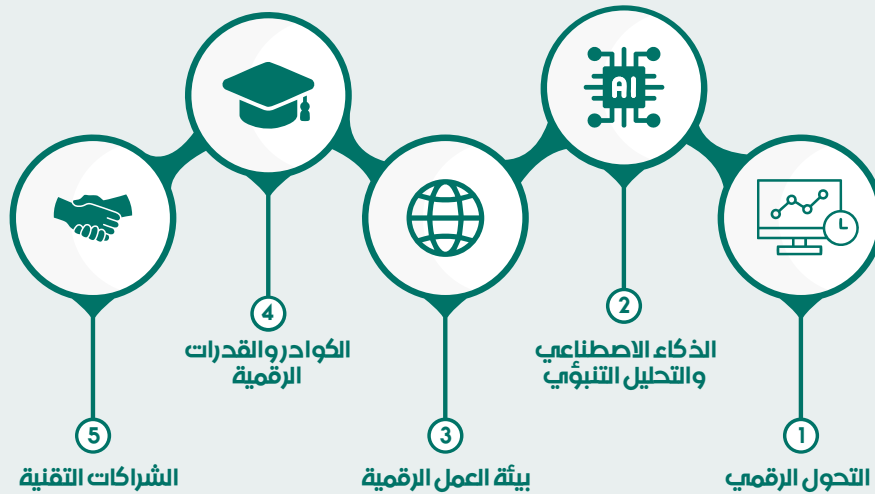 AI
1
التحول الرقمي
2
الذكاء الاصطناعي
والتحليل التنبؤي
3
بيئة العمل الرقمية
4
الكوادر والقدرات
الرقمية
5
الشراكات التقنية